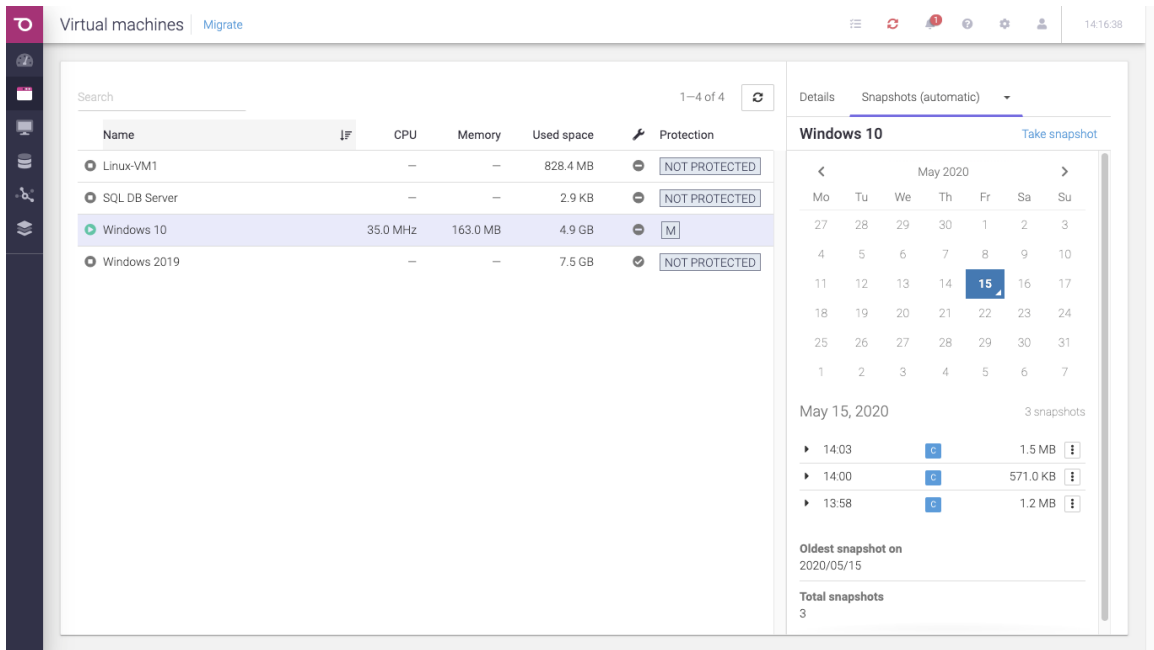 Virtual machines Migrate 1 14:16:38
Search 1—4 of 4
Name CPU Memory Used space Protection
Linux-VM1 — — 828.4 MB NOT PROTECTED
SQL DB Server — — 2.9 KB NOT PROTECTED
Windows 10 35.0 MHz 163.0 MB 4.9 GB M
Windows 2019 — — 7.5 GB NOT PROTECTED
Details Snapshots (automatic)
Windows 10 Take snapshot
May 2020
Mo Tu We Th Fr Sa Su
27 28 29 30 1 2 3
4 5 6 7 8 9 10
11 12 13 14 15 16 17
18 19 20 21 22 23 24
25 26 27 28 29 30 31
1 2 3 4 5 6 7
May 15, 2020 3 snapshots
14:03 C 1.5 MB
14:00 C 571.0 KB
13:58 C 1.2 MB
Oldest snapshot on
2020/05/15
Total snapshots
3